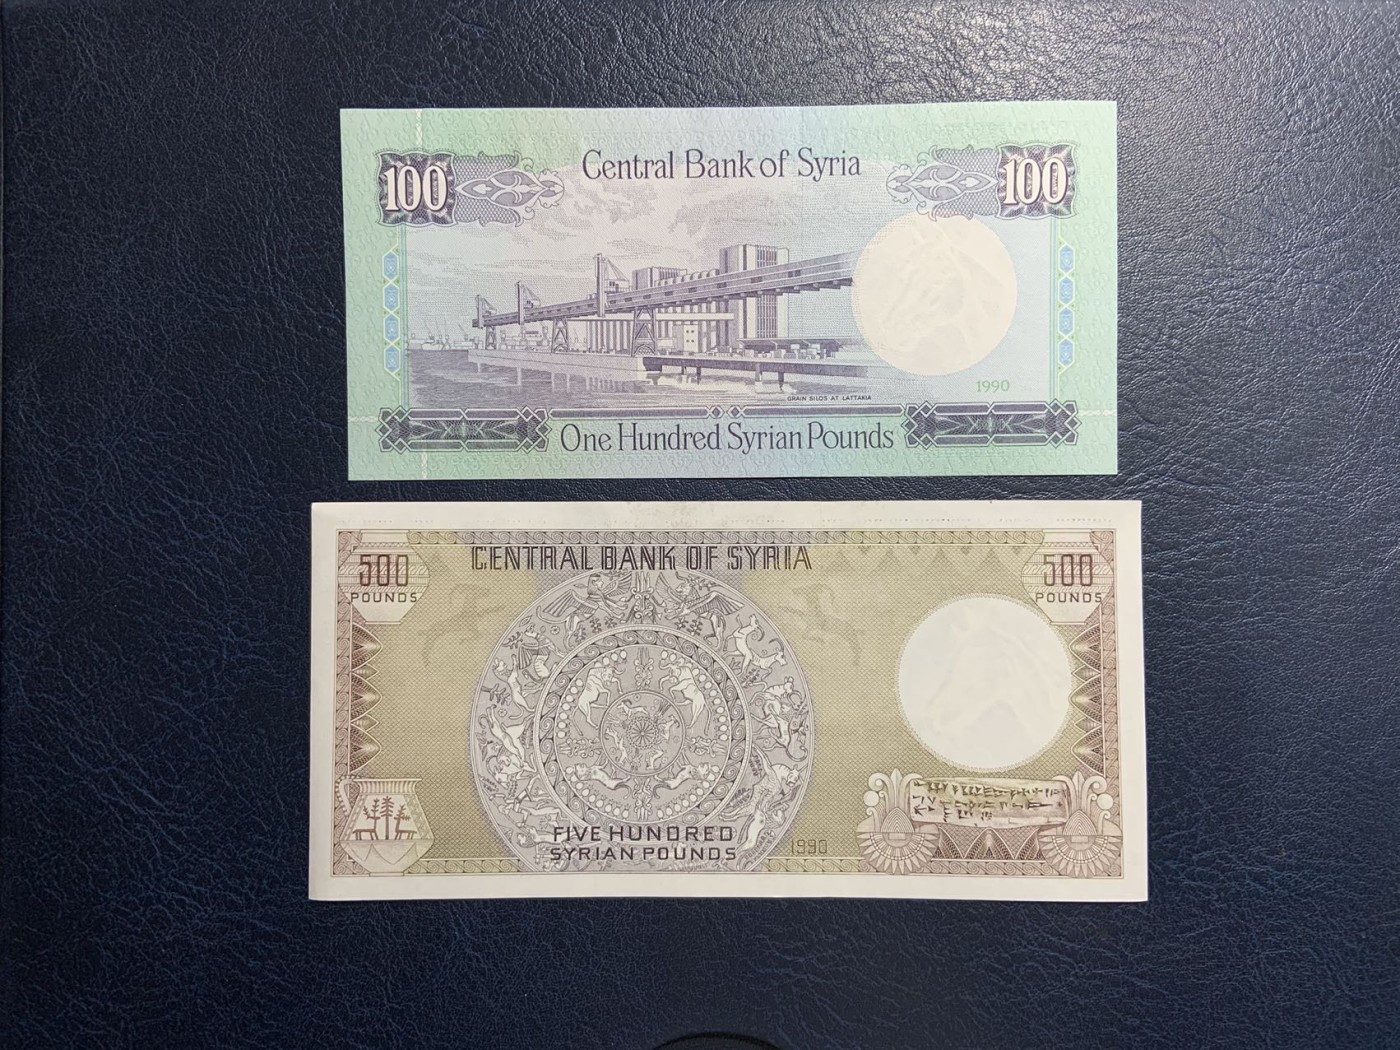 Central Bank of Syria
100 100
1990
GRAIN SILOS AT LATTAKIA
One Hundred Syrian Pounds
CENTRAL BANK OF SYRIA
500 500
POUNDS POUNDS
FIVE HUNDRED
SYRIAN POUNDS 1990